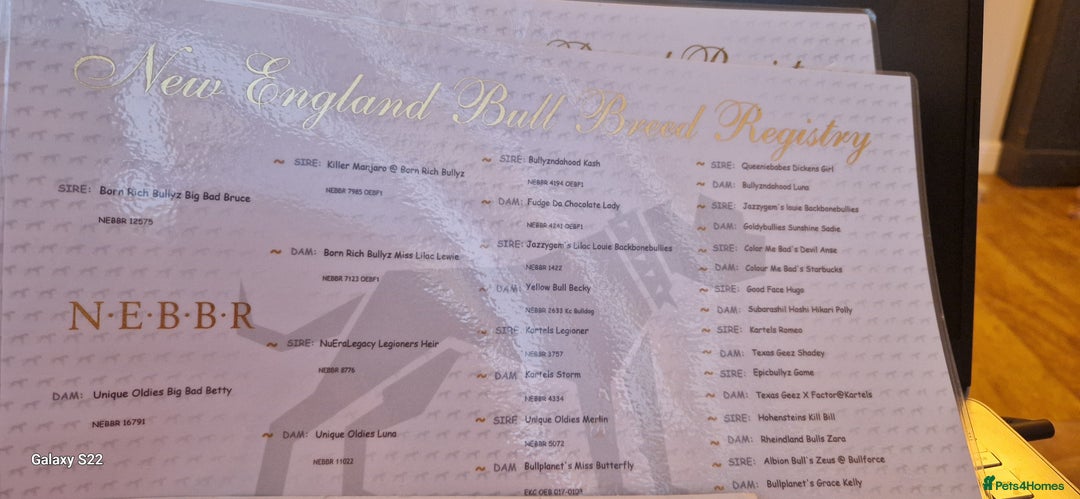 New England Bull Breed Registry
SIRE: Born Rich Bullyz Big Bad Bruce
NEBBR 12575
N·E·B·B·R
DAM: Unique Oldies Big Bad Betty
NEBBR 16791
~ SIRE: Killer Manjaro @ Born Rich Bullyz
NEBBR 7985 OEBF1
~ DAM: Born Rich Bullyz Miss Lilac Lewie
NEBBR 7123 OEBF1
~ SIRE: NuEraLegacy Legioners Heir
NEBBR 8776
~ DAM: Unique Oldies Luna
NEBBR 11022
~ SIRE: Bullyzndahood Kash
NEBBR 4194 OEBF1
~ DAM: Fudge Da Chocolate Lady
NEBBR 4241 OEBF1
~ SIRE: Jazzygem's Lilac Louie Backbonebullies
NEBBR 1422
~ DAM: Yellow Bull Becky
NEBBR 2633 Kc Bulldog
~ SIRE: Kartels Legioner
NEBBR 3757
~ DAM Kartels Storm
NEBBR 4334
~ SIRE Unique Oldies Merlin
NEBBR 5072
~ DAM Bullplanet's Miss Butterfly
EKC OEB 017-0103
~ SIRE: Queeniebabes Dickens Girl
~ DAM: Bullyzndahood Luna
~ SIRE: Jazzygem's louie Backbonebullies
~ DAM: Goldybullies Sunshine Sadie
~ SIRE: Color Me Bad's Devil Anse
~ DAM: Colour Me Bad's Starbucks
~ SIRE: Good Face Hugo
~ DAM: Subarashil Hoshi Hikari Polly
~ SIRE: Kartels Romeo
~ DAM: Texas Geez Shadey
~ SIRE: Epicbullyz Game
~ DAM: Texas Geez X Factor@Kartels
~ SIRE: Hohensteins Kill Bill
~ DAM: Rheindland Bulls Zara
~ SIRE: Albion Bull's Zeus @ Bullforce
~ DAM: Bullplanet's Grace Kelly
Galaxy S22
Pets4Homes